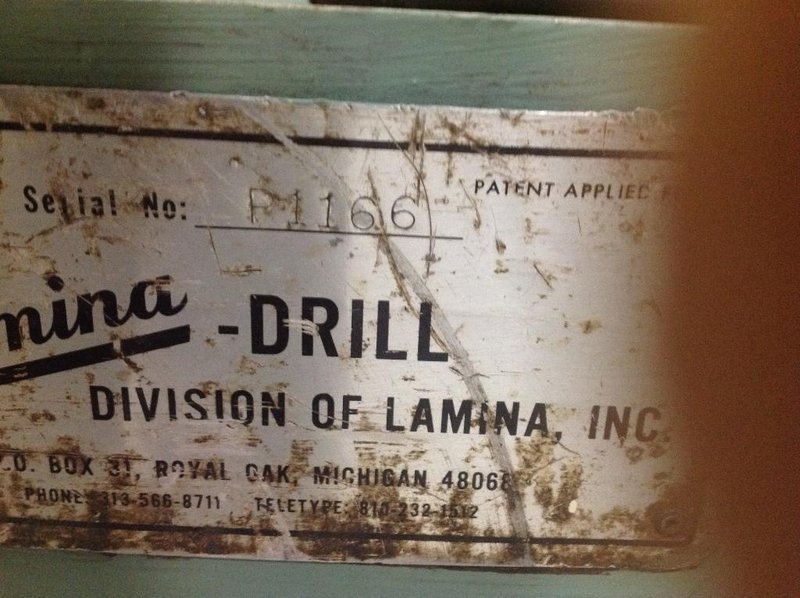 Serial No: P1166
PATENT APPLIED F
mina -DRILL
DIVISION OF LAMINA, INC.
.O. BOX 31, ROYAL OAK, MICHIGAN 48068
PHONE 313-566-8711 TELETYPE: 810-232-1512